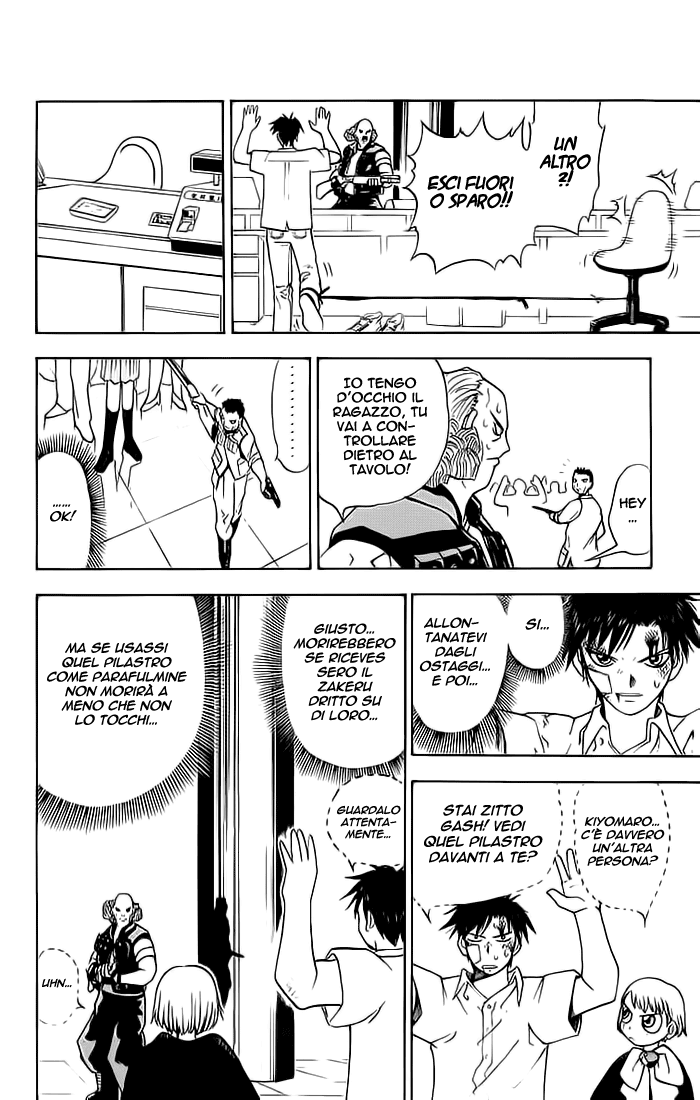 UN
ALTRO
?!
ESCI FUORI
O SPARO!!
HEY
...
IO TENGO
D'OCCHIO IL
RAGAZZO, TU
VAI A CON-
TROLLARE
DIETRO AL
TAVOLO!
.........
......
OK!
SI...
ALLON-
TANATEVI
DAGLI
OSTAGGI...
E POI...
KIYOMARO...
C'È DAVVERO
UN'ALTRA
PERSONA?
STAI ZITTO
GASH! VEDI
QUEL PILASTRO
DAVANTI A TE?
GUARDALO
ATTENTA-
MENTE...
GIUSTO...
MORIREBBERO
SE RICEVES
SERO IL
ZAKERU
DRITTO SU
DI LORO...
MA SE USASSI
QUEL PILASTRO
COME PARAFULMINE
NON MORIRÀ A
MENO CHE NON
LO TOCCHI...
UHN...